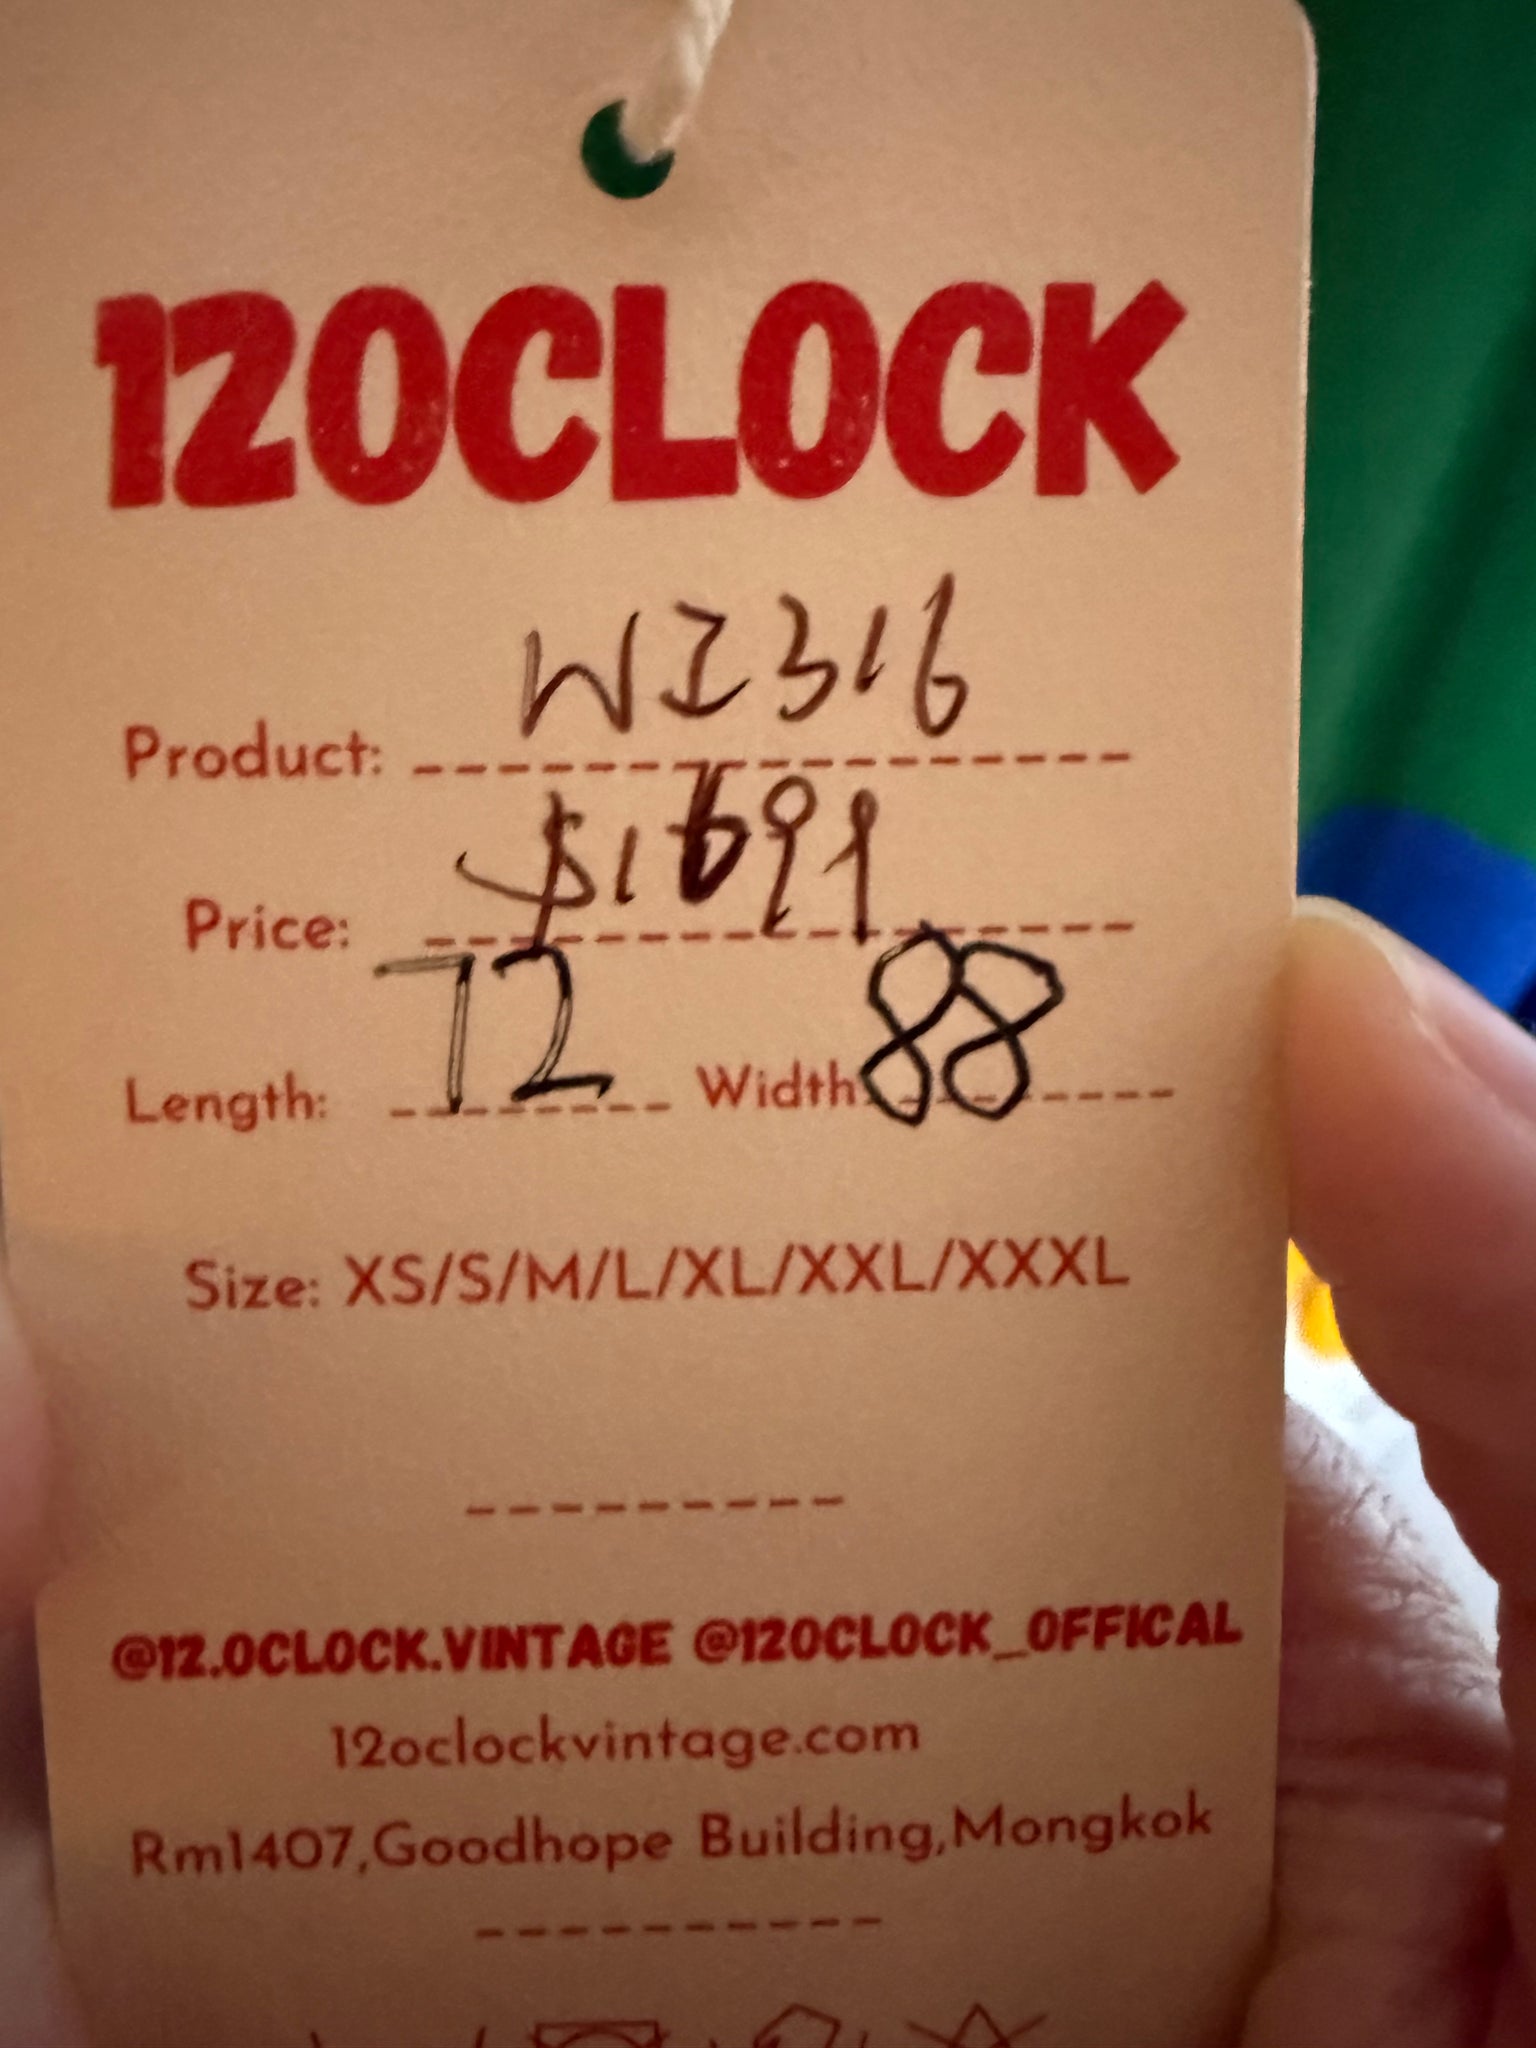 12OCLOCK
Product: WI316
Price: $1699
Length: 72 Width: 88
Size: XS/S/M/L/XL/XXL/XXXL
@12.OCLOCK.VINTAGE @12OCLOCK_OFFICAL
12oclockvintage.com
Rm1407,Goodhope Building,Mongkok